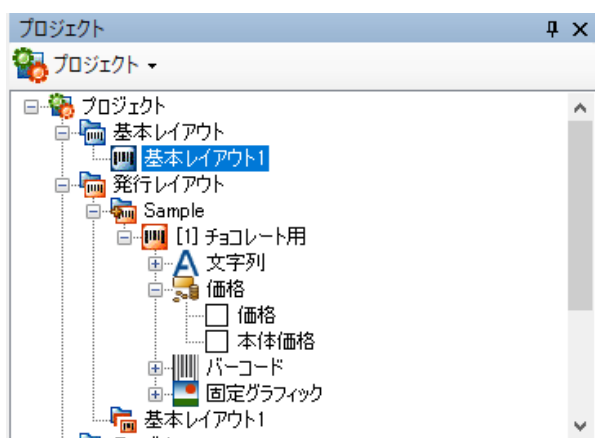 プロジェクト
プロジェクト
プロジェクト
基本レイアウト
基本レイアウト1
発行レイアウト
Sample
[1] チョコレート用
文字列
価格
価格
本体価格
バーコード
固定グラフィック
基本レイアウト1